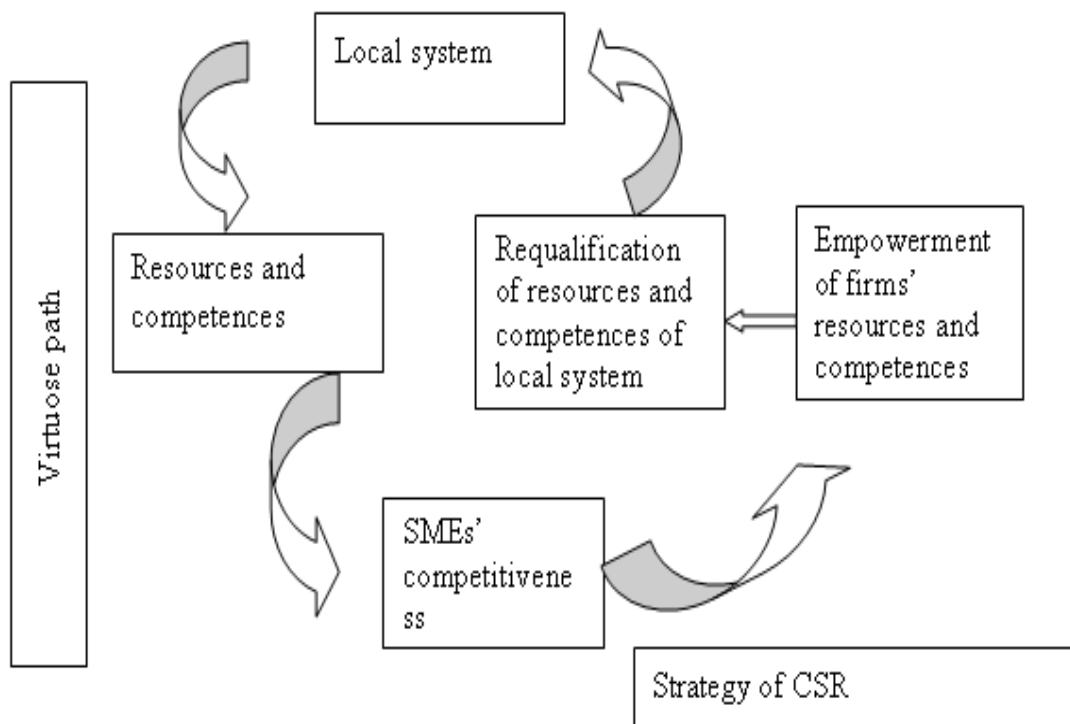 Local system
Virtuose path
Resources and
competences
Requalification
of resources and
competences of
local system
Empowerment
of firms'
resources and
competences
SMEs'
competitivene
ss
Strategy of CSR